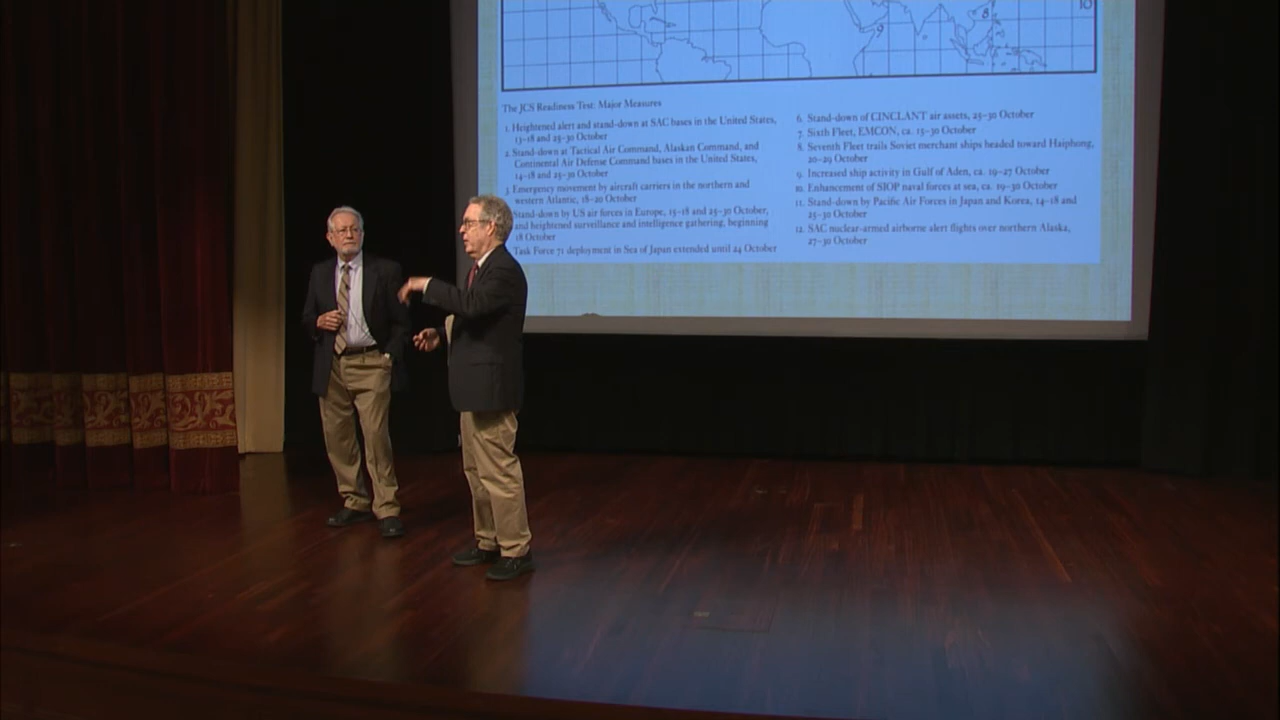 10
8
9
The JCS Readiness Test: Major Measures
1. Heightened alert and stand-down at SAC bases in the United States,
13-18 and 25-30 October
2. Stand-down at Tactical Air Command, Alaskan Command, and
Continental Air Defense Command bases in the United States,
14-18 and 25-30 October
3. Emergency movement by aircraft carriers in the northern and
western Atlantic, 18-20 October
Stand-down by US air forces in Europe, 15-18 and 25-30 October,
and heightened surveillance and intelligence gathering, beginning
18 October
Task Force 71 deployment in Sea of Japan extended until 24 October
6. Stand-down of CINCLANT air assets, 25-30 October
7. Sixth Fleet, EMCON, ca. 15-30 October
8. Seventh Fleet trails Soviet merchant ships headed toward Haiphong,
20-29 October
9. Increased ship activity in Gulf of Aden, ca. 19-27 October
10. Enhancement of SIOP naval forces at sea, ca. 19-30 October
11. Stand-down by Pacific Air Forces in Japan and Korea, 14-18 and
25-30 October
12. SAC nuclear-armed airborne alert flights over northern Alaska,
27-30 October